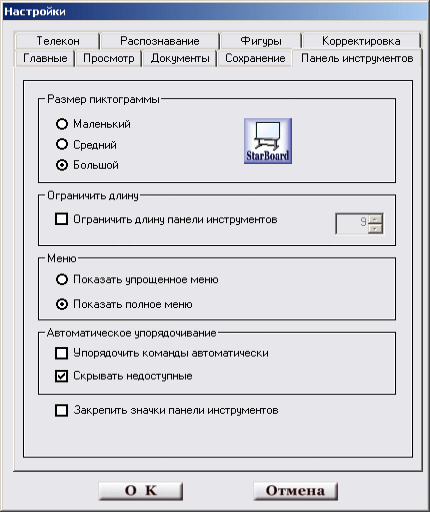 Настройки
Телекон Распознавание Фигуры Корректировка
Главные Просмотр Документы Сохранение Панель инструментов
Размер пиктограммы
Маленький
Средний
Большой
StarBoard
Ограничить длину
Ограничить длину панели инструментов 9
Меню
Показать упрощенное меню
Показать полное меню
Автоматическое упорядочивание
Упорядочить команды автоматически
Скрывать недоступные
Закрепить значки панели инструментов
О К Отмена